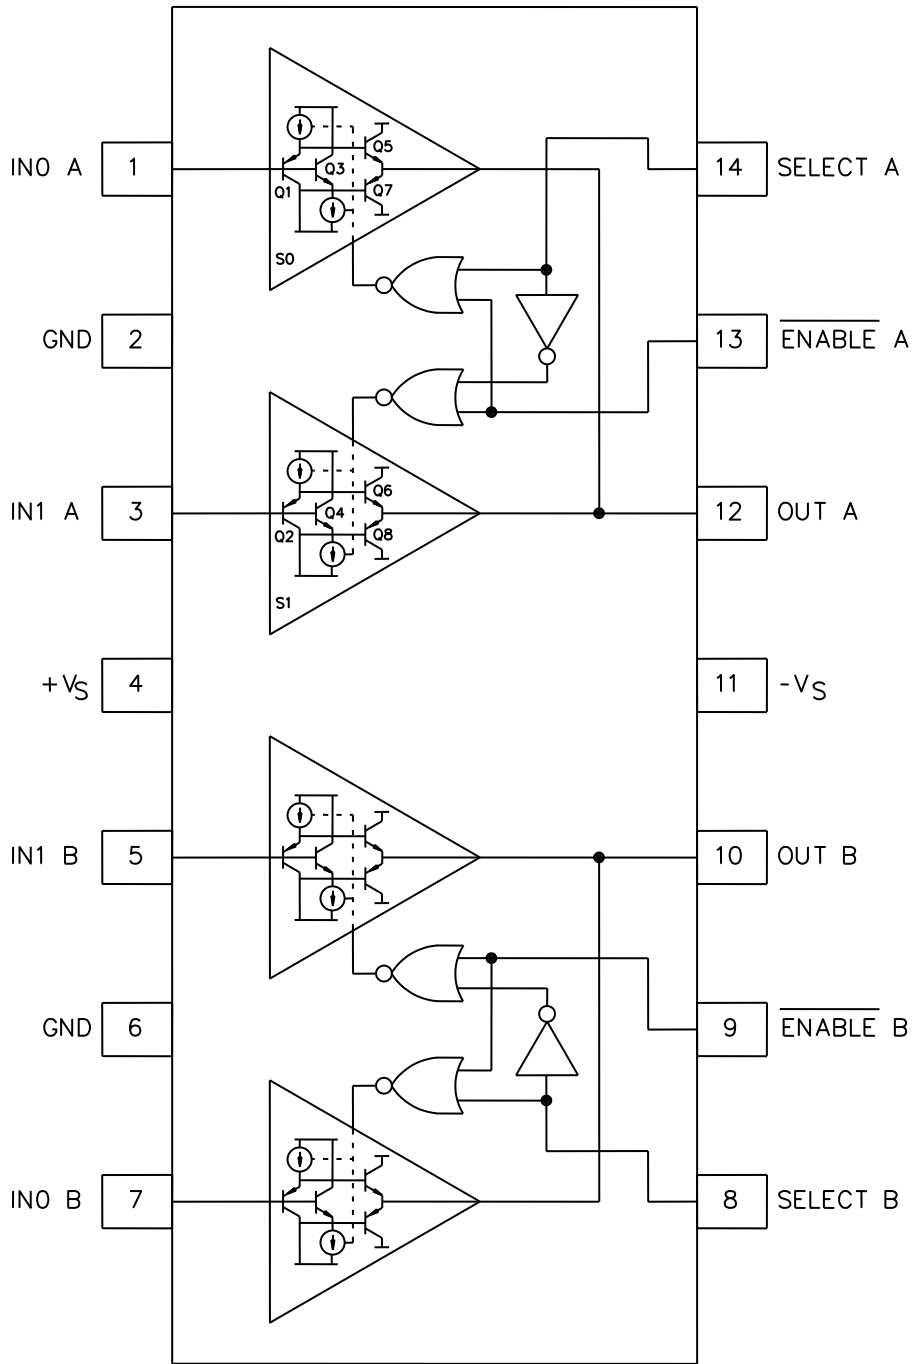 IN0 A 1
GND 2
IN1 A 3
+VS 4
IN1 B 5
GND 6
IN0 B 7
14 SELECT A
13 ENABLE A
12 OUT A
11 -VS
10 OUT B
9 ENABLE B
8 SELECT B
Q1
Q3
Q5
Q7
S0
Q2
Q4
Q6
Q8
S1